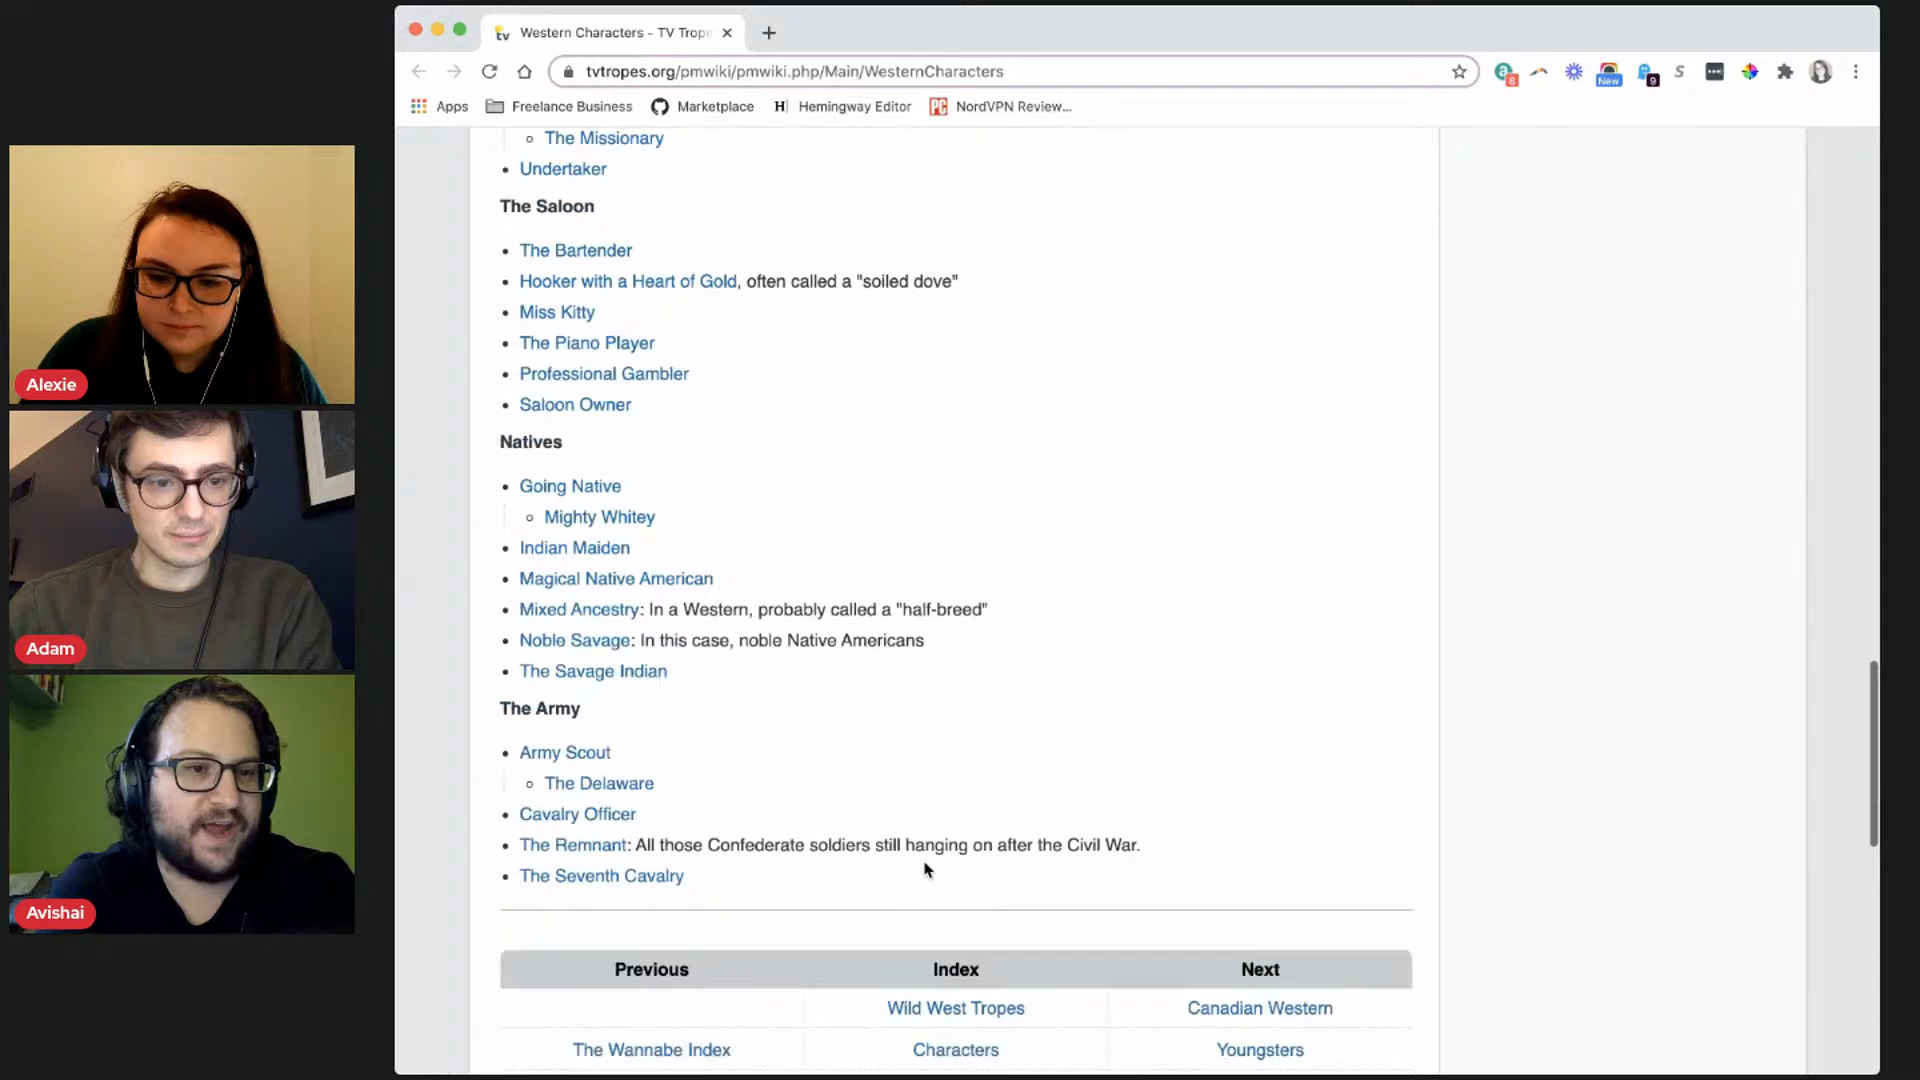 Western Characters - TV Trop
tvtropes.org/pmwiki/pmwiki.php/Main/WesternCharacters
8
New
9
S
Apps
Freelance Business
Marketplace
H Hemingway Editor
PC NordVPN Review...
The Missionary
Undertaker
The Saloon
The Bartender
Hooker with a Heart of Gold, often called a "soiled dove"
Miss Kitty
The Piano Player
Professional Gambler
Saloon Owner
Natives
Going Native
Mighty Whitey
Indian Maiden
Magical Native American
Mixed Ancestry: In a Western, probably called a "half-breed"
Noble Savage: In this case, noble Native Americans
The Savage Indian
The Army
Army Scout
The Delaware
Cavalry Officer
The Remnant: All those Confederate soldiers still hanging on after the Civil War.
The Seventh Cavalry
Previous Index Next
Wild West Tropes Canadian Western
The Wannabe Index Characters Youngsters
Alexie
Adam
Avishai